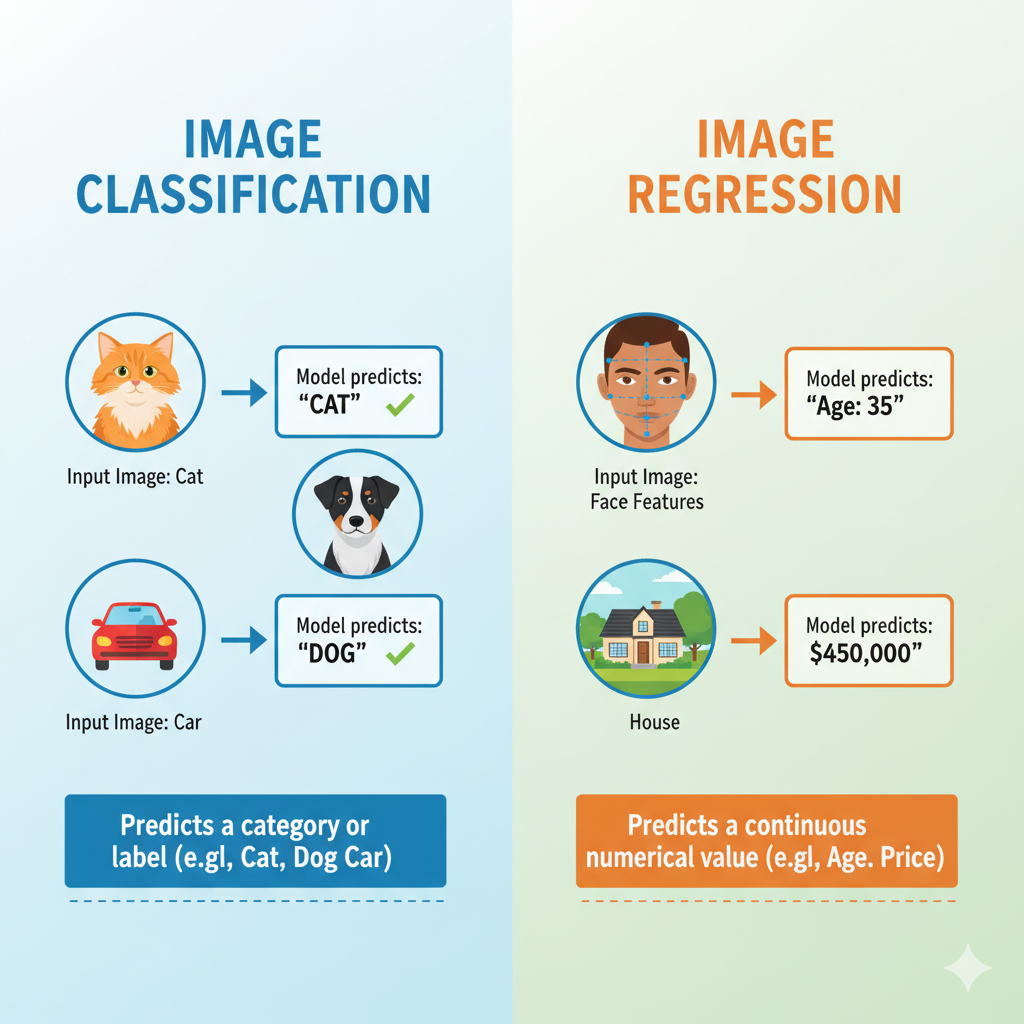 IMAGE
CLASSIFICATION
Model predicts:
“CAT”
Input Image: Cat
Model predicts:
“DOG”
Input Image: Car
Predicts a category or
label (e.gl, Cat, Dog Car)
IMAGE
REGRESSION
Model predicts:
“Age: 35”
Input Image:
Face Features
Model predicts:
$450,000”
House
Predicts a continuous
numerical value (e.gl, Age. Price)